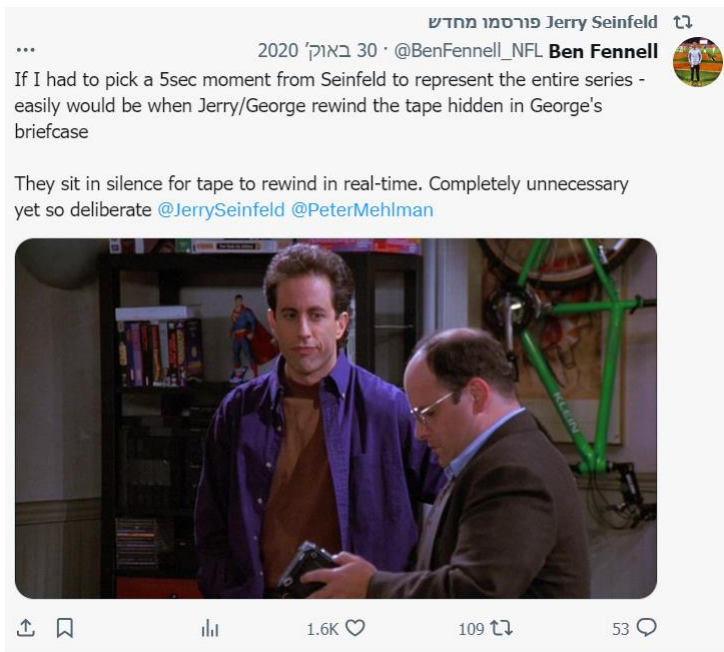 Jerry Seinfeld פורסמו מחדש
Ben Fennell @BenFennell_NFL · 30 באוק׳ 2020
If I had to pick a 5sec moment from Seinfeld to represent the entire series -
easily would be when Jerry/George rewind the tape hidden in George's
briefcase
They sit in silence for tape to rewind in real-time. Completely unnecessary
yet so deliberate @JerrySeinfeld @PeterMehlman
KLEIN
53
109
1.6K